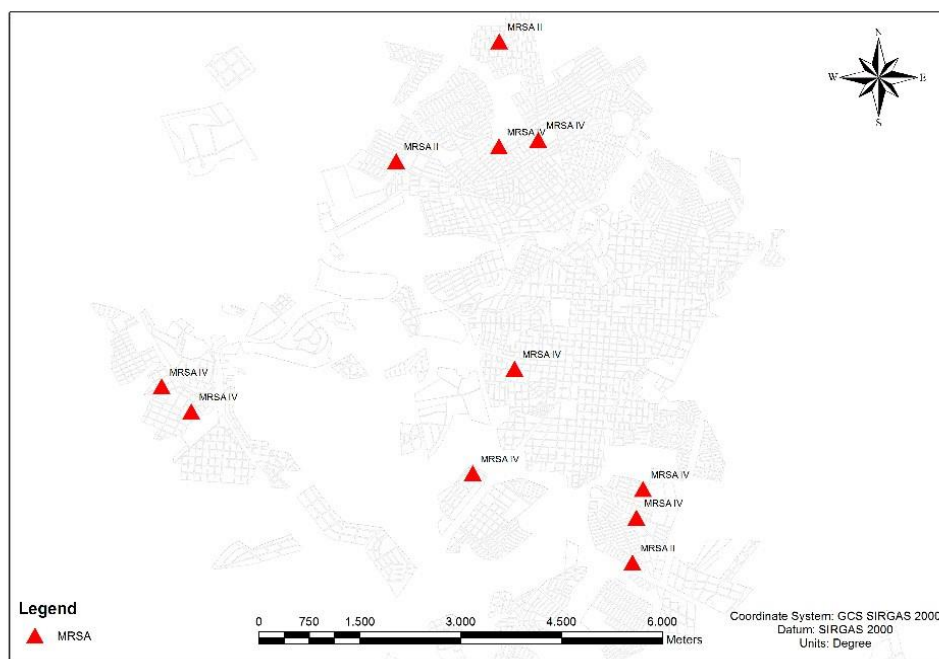 MRSA II
N
W
E
S
MRSA IV
MRSA IV
MRSA II
MRSA IV
MRSA IV
MRSA IV
MRSA IV
MRSA IV
MRSA IV
MRSA II
Legend
MRSA
0 750 1.500 3.000 4.500 6.000
Meters
Coordinate System: GCS SIRGAS 2000
Datum: SIRGAS 2000
Units: Degree